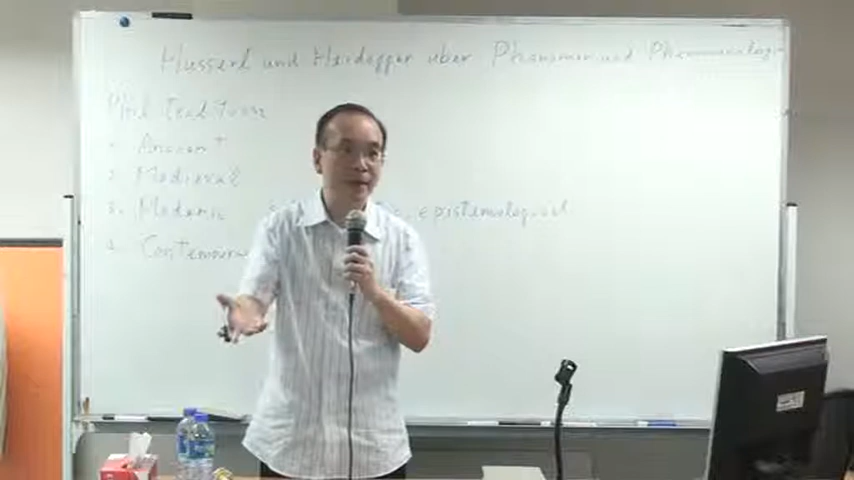 Husserl und Heidegger über Phänomen und Phänomenologie
Phil Traditions
1. Ancient
2. Medieval
3. Modern epistemological
4. Contemporary